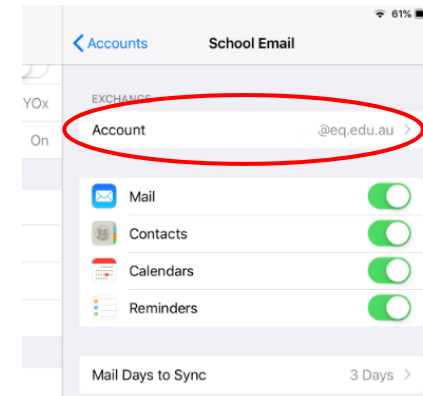 61%
Accounts School Email
YOx EXCHANGE
Account @eq.edu.au
On
Mail
Contacts
Calendars
Reminders
Mail Days to Sync 3 Days